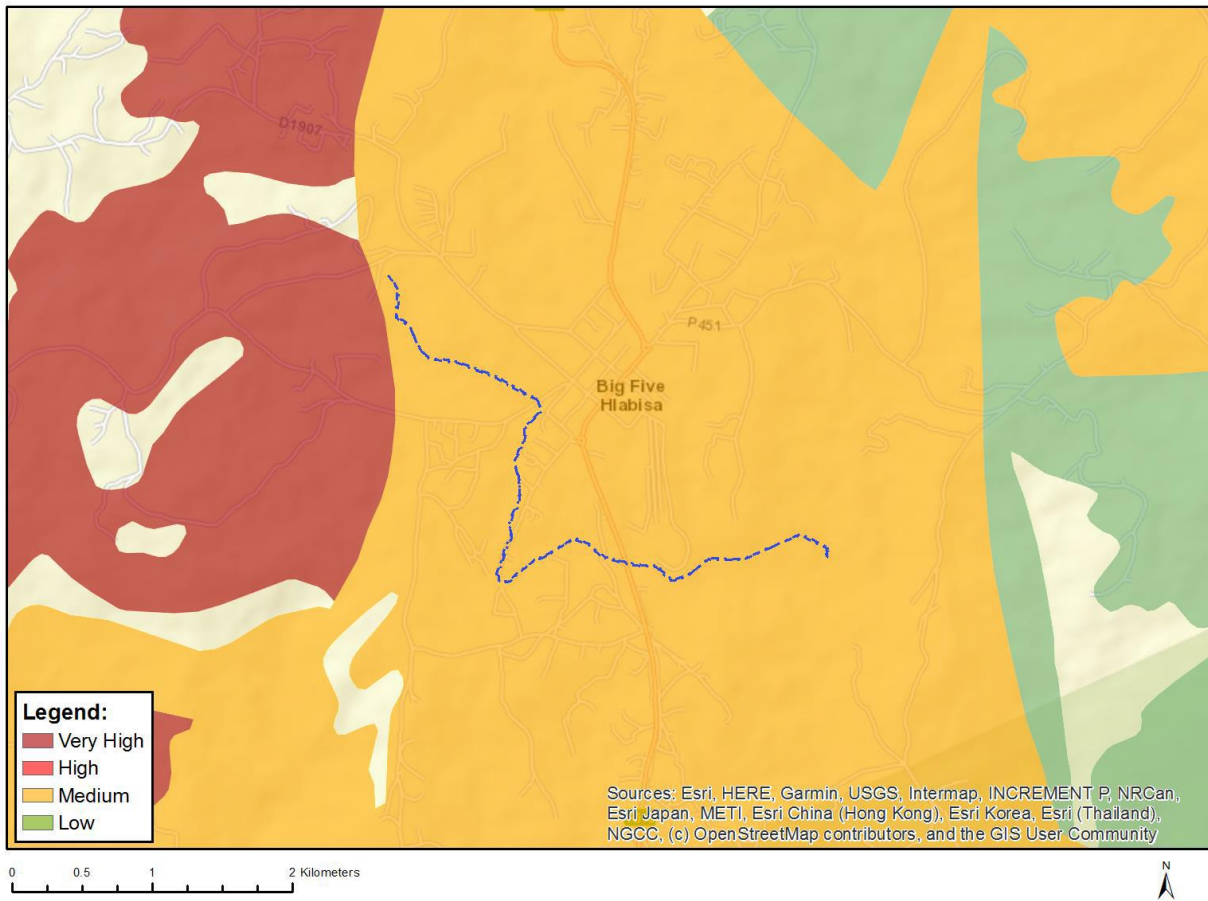 D1907
P451
Big Five
Hlabisa
Legend:
Very High
High
Medium
Low
Sources: Esri, HERE, Garmin, USGS, Intermap, INCREMENT P, NRCan,
Esri Japan, METI, Esri China (Hong Kong), Esri Korea, Esri (Thailand),
NGCC, (c) OpenStreetMap contributors, and the GIS User Community
0 0.5 1 2 Kilometers
N